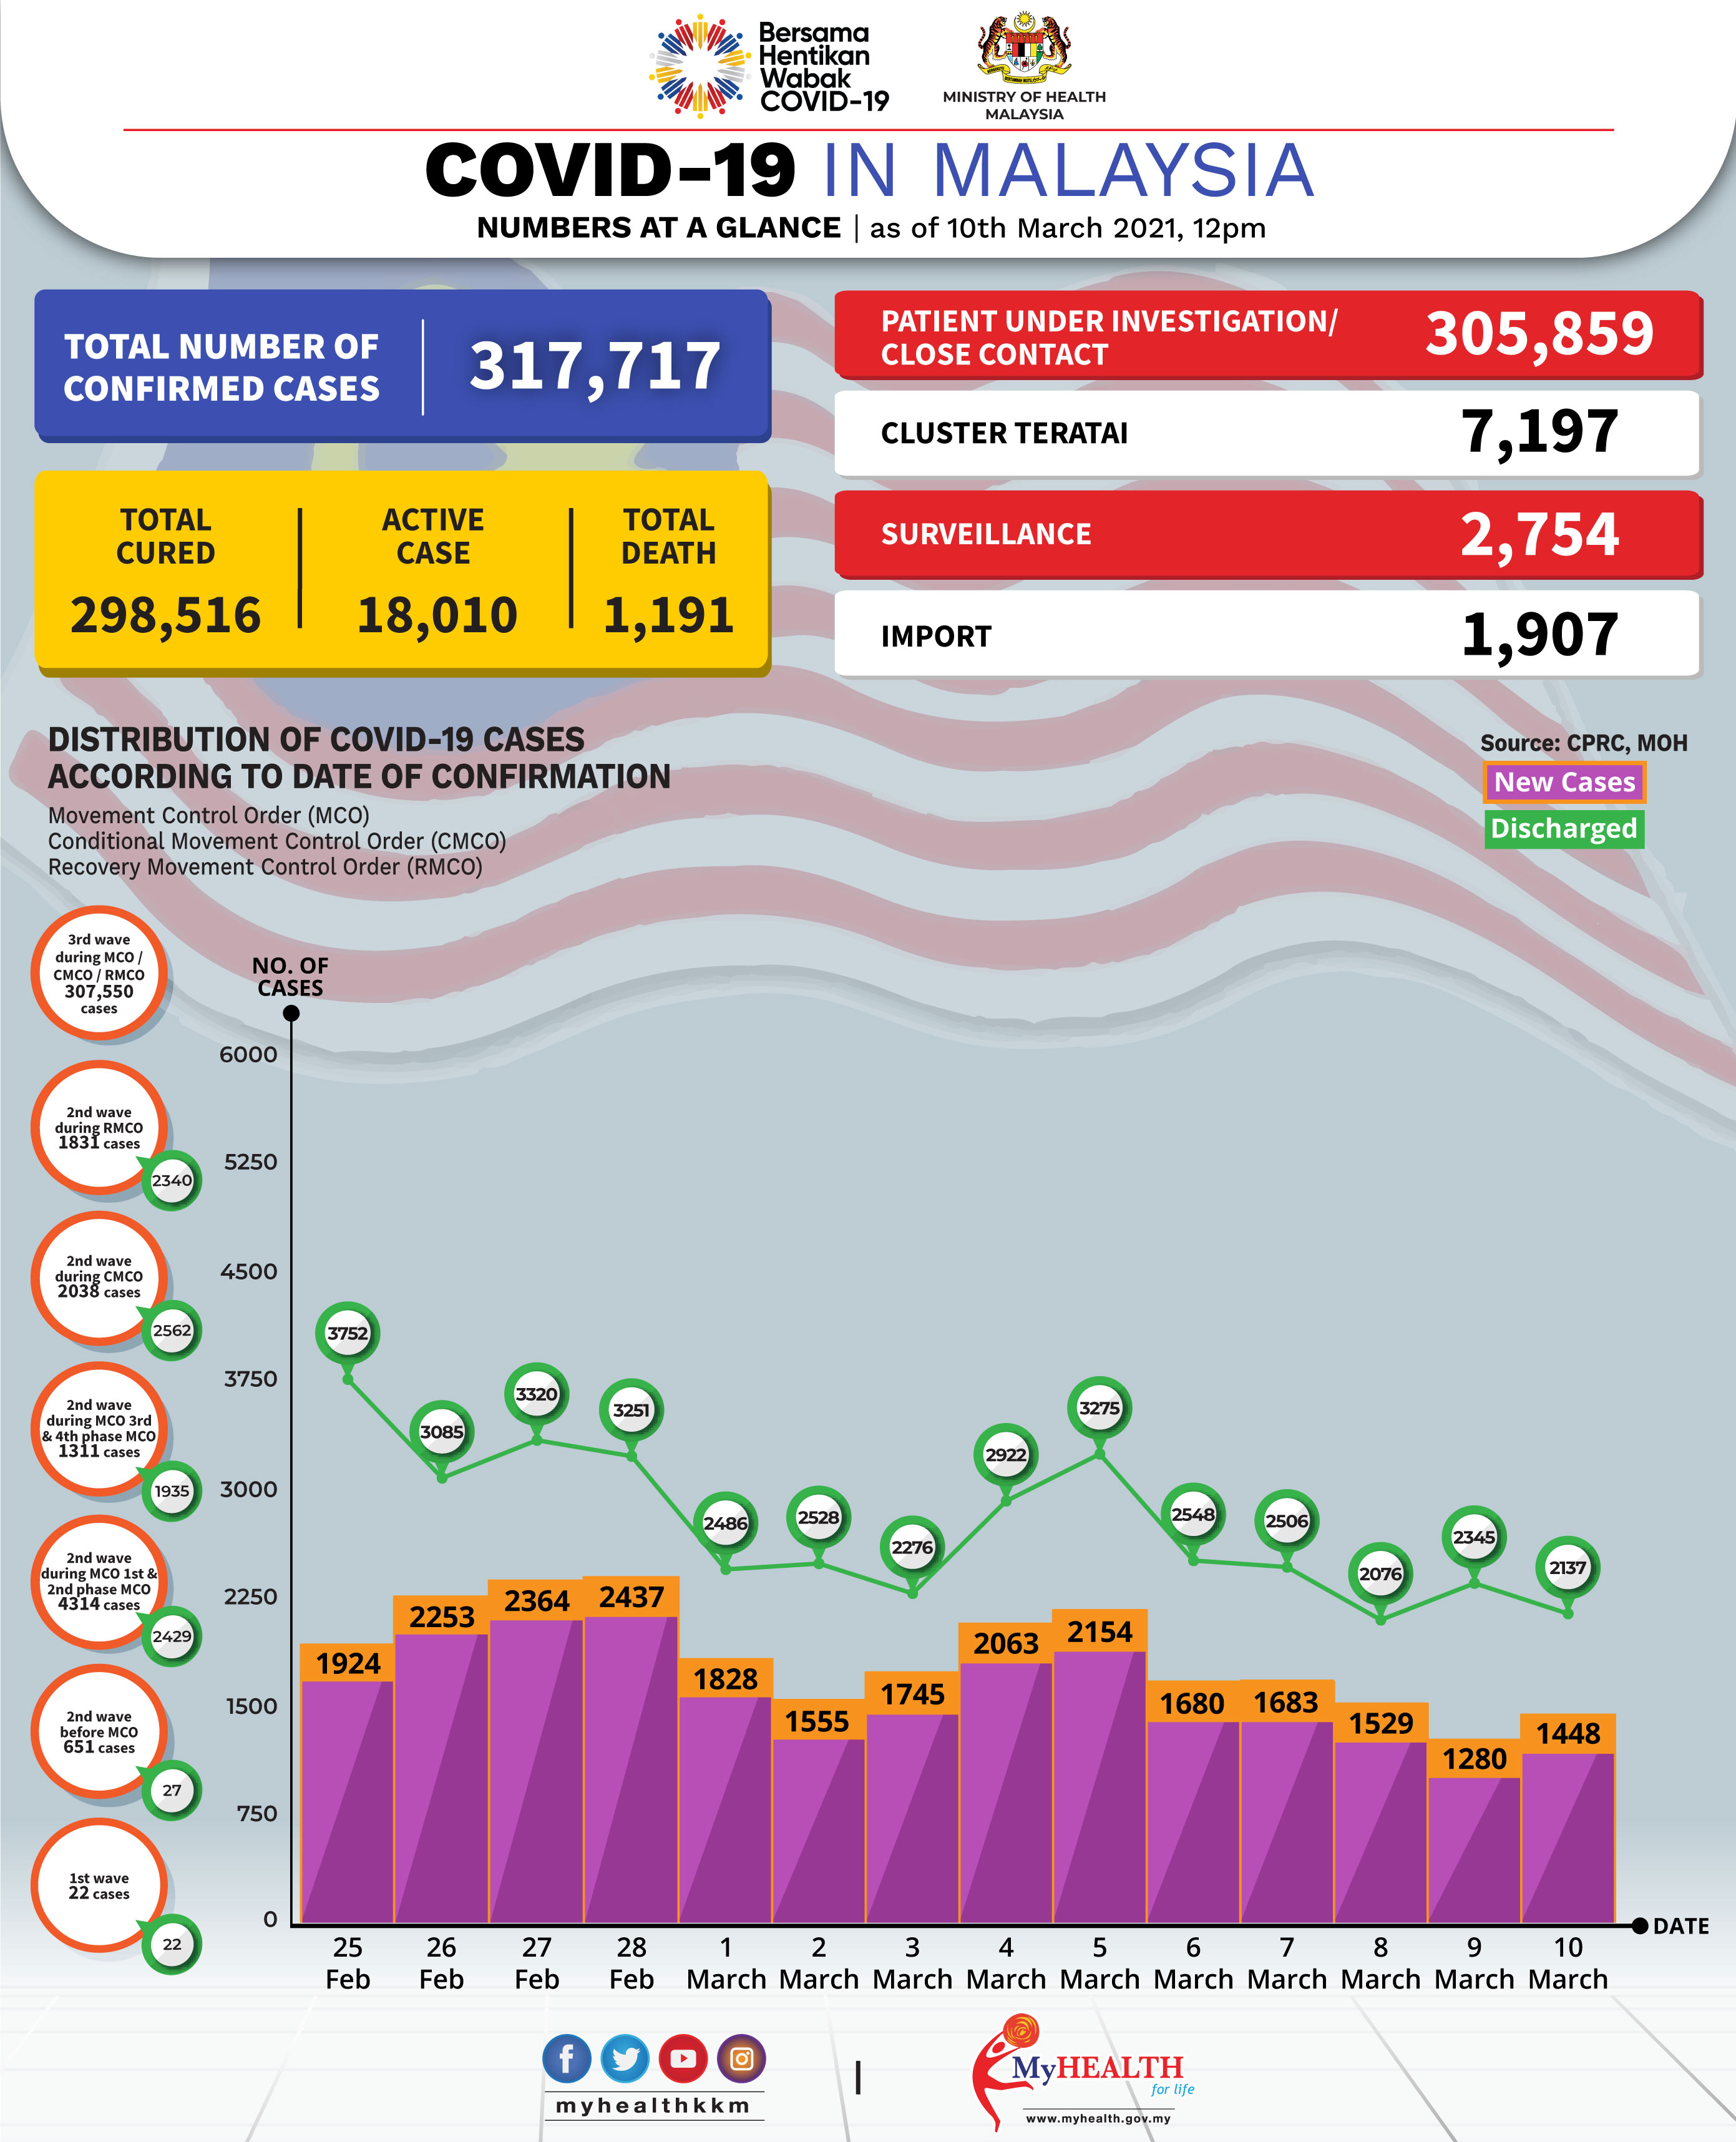 Bersama
Hentikan
Wabak
COVID-19
MINISTRY OF HEALTH
MALAYSIA
COVID-19 IN MALAYSIA
NUMBERS AT A GLANCE | as of 10th March 2021, 12pm
TOTAL NUMBER OF
CONFIRMED CASES
317,717
TOTAL
CURED
298,516
ACTIVE
CASE
18,010
TOTAL
DEATH
1,191
PATIENT UNDER INVESTIGATION/
CLOSE CONTACT
305,859
CLUSTER TERATAI
7,197
SURVEILLANCE
2,754
IMPORT
1,907
DISTRIBUTION OF COVID-19 CASES
ACCORDING TO DATE OF CONFIRMATION
Movement Control Order (MCO)
Conditional Movement Control Order (CMCO)
Recovery Movement Control Order (RMCO)
Source: CPRC, MOH
New Cases
Discharged
3rd wave
during MCO /
CMCO / RMCO
307,550
cases
2nd wave
during RMCO
1831 cases
2340
2nd wave
during CMCO
2038 cases
2562
2nd wave
during MCO 3rd
& 4th phase MCO
1311 cases
1935
2nd wave
during MCO 1st &
2nd phase MCO
4314 cases
2429
2nd wave
before MCO
651 cases
27
1st wave
22 cases
22
NO. OF
CASES
6000
5250
4500
3750
3000
2250
1500
750
0
3752
3085
3320
3251
2486
2528
2276
2922
3275
2548
2506
2076
2345
2137
1924
2253
2364
2437
1828
1555
1745
2063
2154
1680
1683
1529
1280
1448
25
Feb
26
Feb
27
Feb
28
Feb
1
March
2
March
3
March
4
March
5
March
6
March
7
March
8
March
9
March
10
March
DATE
myhealthkkm
MyHEALTH
for life
www.myhealth.gov.my